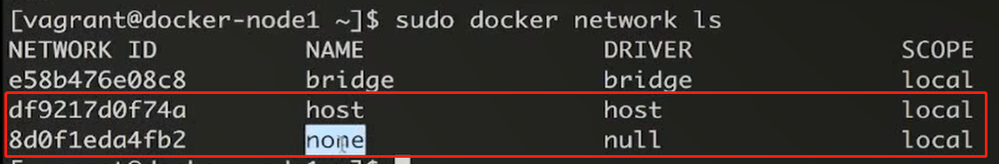 [vagrant@docker-node1 ~]$ sudo docker network ls
NETWORK ID NAME DRIVER SCOPE
e58b476e08c8 bridge bridge local
df9217d0f74a host host local
8d0f1eda4fb2 none null local
[vagrant@docker-node1 ~]$